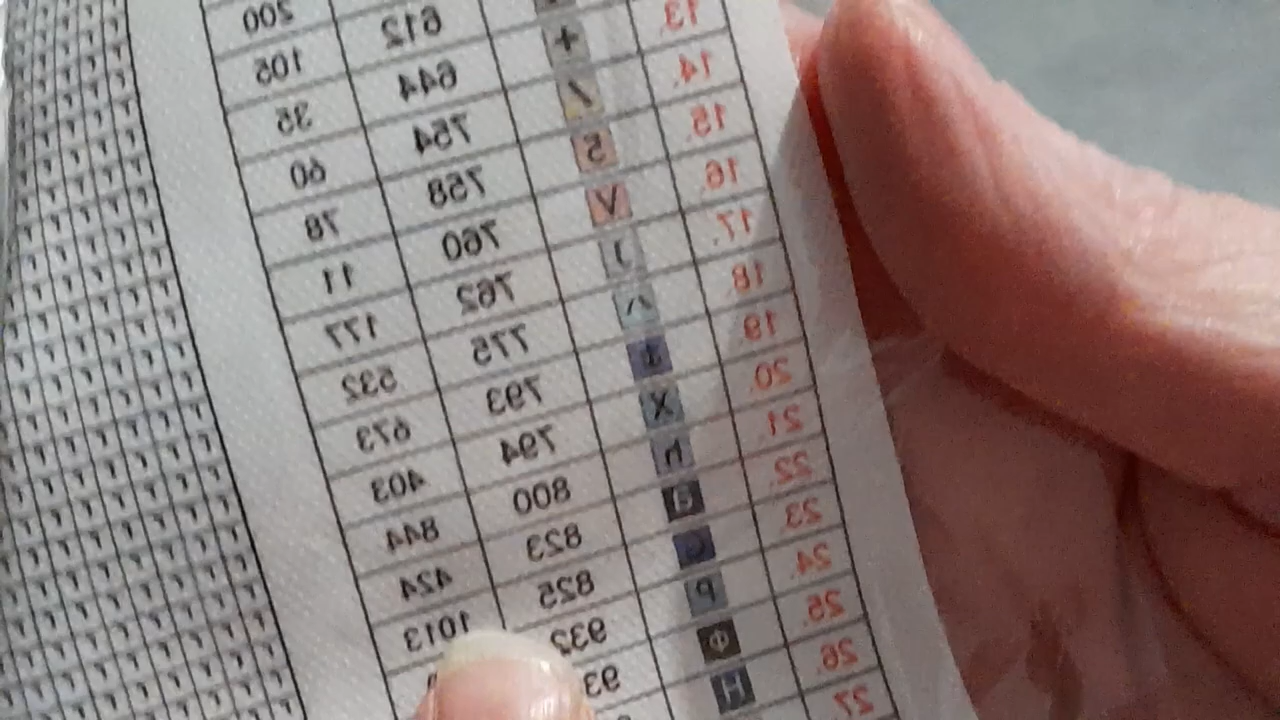 200
612 105
13. + 644 35
14. \ 754 60
15. S 758 78
16. V 760 11
17. J 762 177
18. 775 532
19. 793 673
20. X 794 403
21. 800 844
22. G 823 424
23. C 825 1013
24. 932
25. Ф 93
26. H
27.